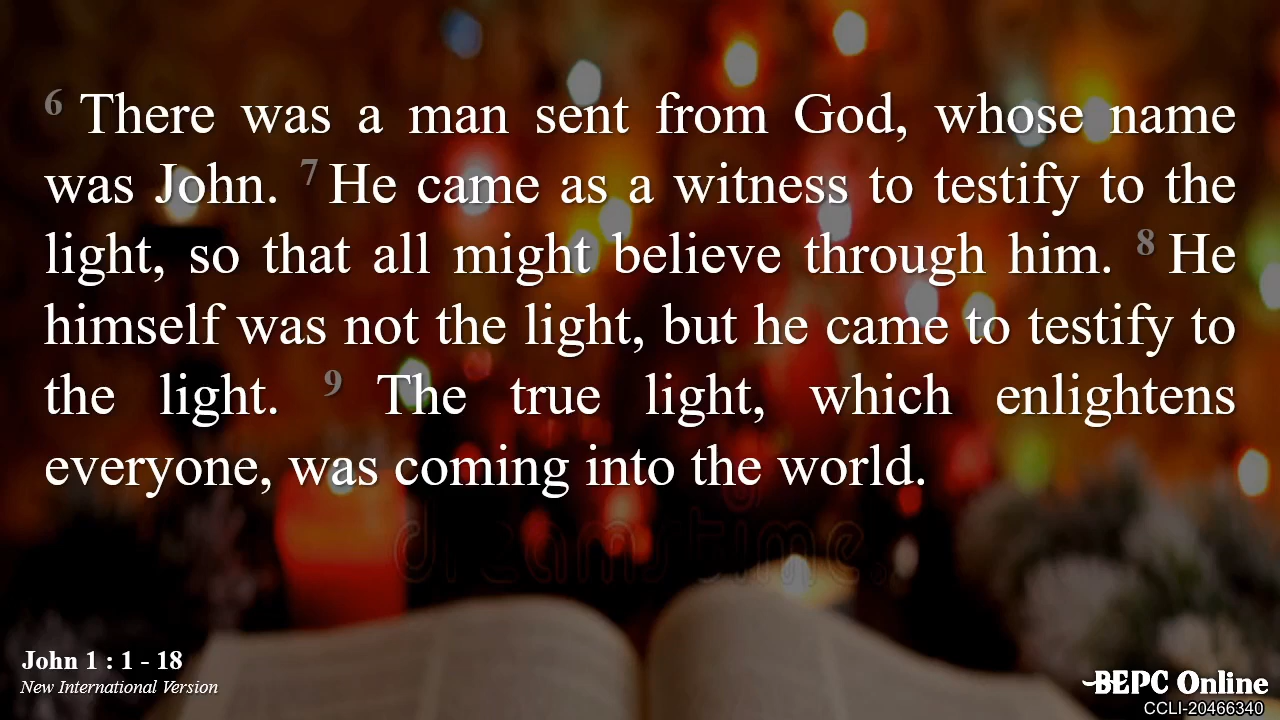 6 There was a man sent from God, whose name
was John. 7 He came as a witness to testify to the
light, so that all might believe through him. 8 He
himself was not the light, but he came to testify to
the light. 9 The true light, which enlightens
everyone, was coming into the world.
dreamstime.
John 1 : 1 - 18
New International Version
BEPC Online
CCLI-20466340